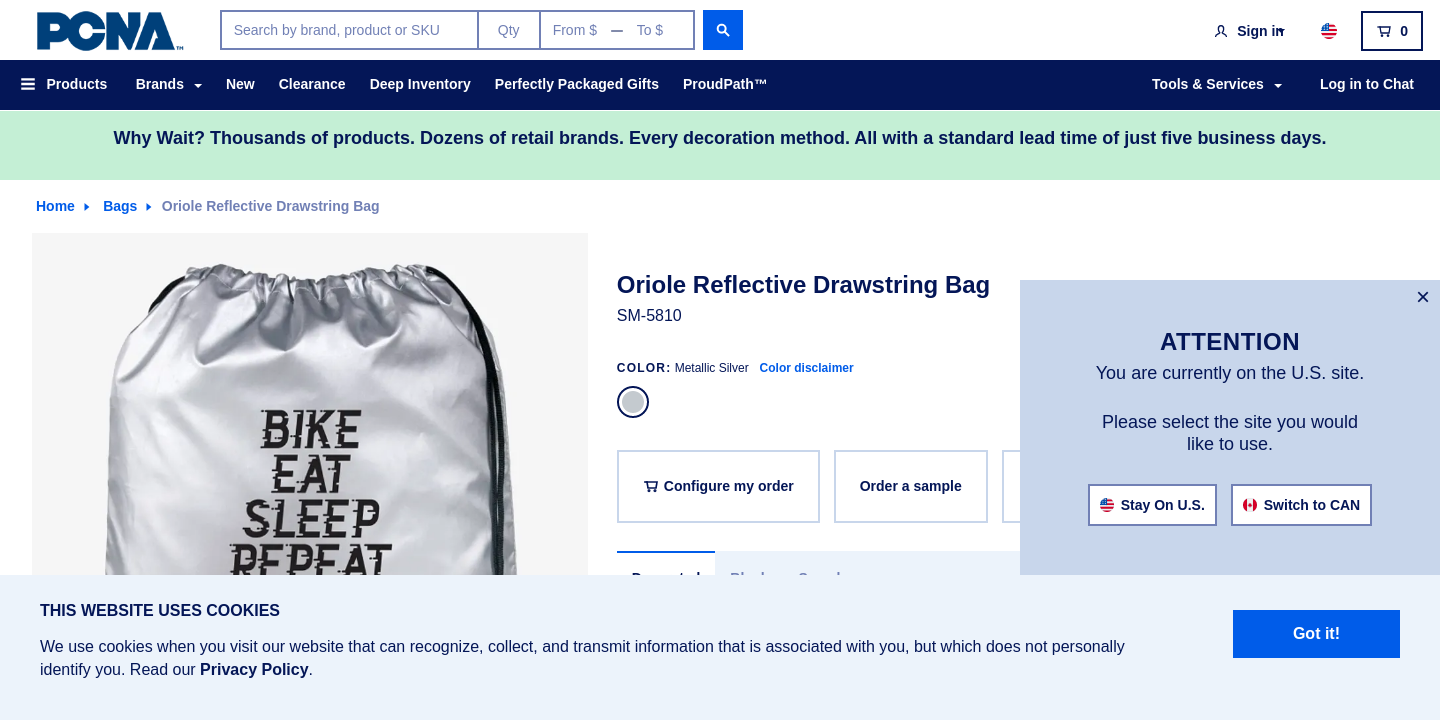 PCNA™
Search by brand, product or SKU
Qty
From $ — To $
Sign in
0
Products
Brands
New
Clearance
Deep Inventory
Perfectly Packaged Gifts
ProudPath™
Tools & Services
Log in to Chat
Why Wait? Thousands of products. Dozens of retail brands. Every decoration method. All with a standard lead time of just five business days.
Home
Bags
Oriole Reflective Drawstring Bag
BIKE
EAT
SLEEP
REPEAT
Oriole Reflective Drawstring Bag
SM-5810
COLOR: Metallic Silver Color disclaimer
Configure my order
Order a sample
×
ATTENTION
You are currently on the U.S. site.
Please select the site you would
like to use.
Stay On U.S.
Switch to CAN
THIS WEBSITE USES COOKIES
We use cookies when you visit our website that can recognize, collect, and transmit information that is associated with you, but which does not personally
identify you. Read our Privacy Policy.
Got it!